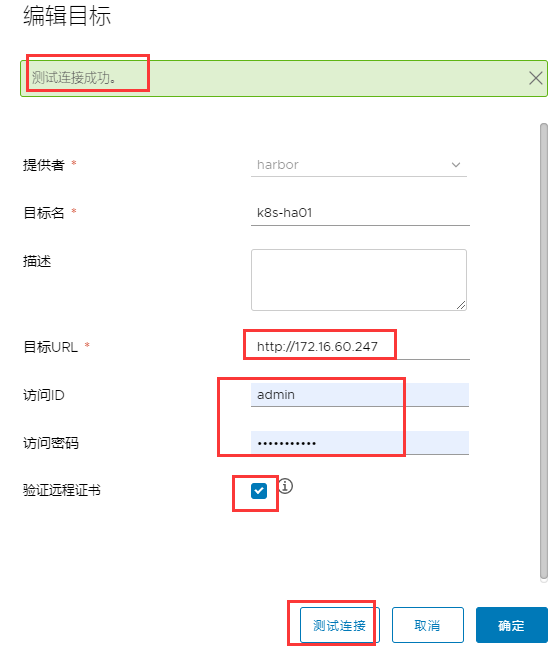 编辑目标
测试连接成功。
提供者 * harbor
目标名 * k8s-ha01
描述
目标URL * http://172.16.60.247
访问ID admin
访问密码 •••••••••••
验证远程证书
测试连接 取消 确定